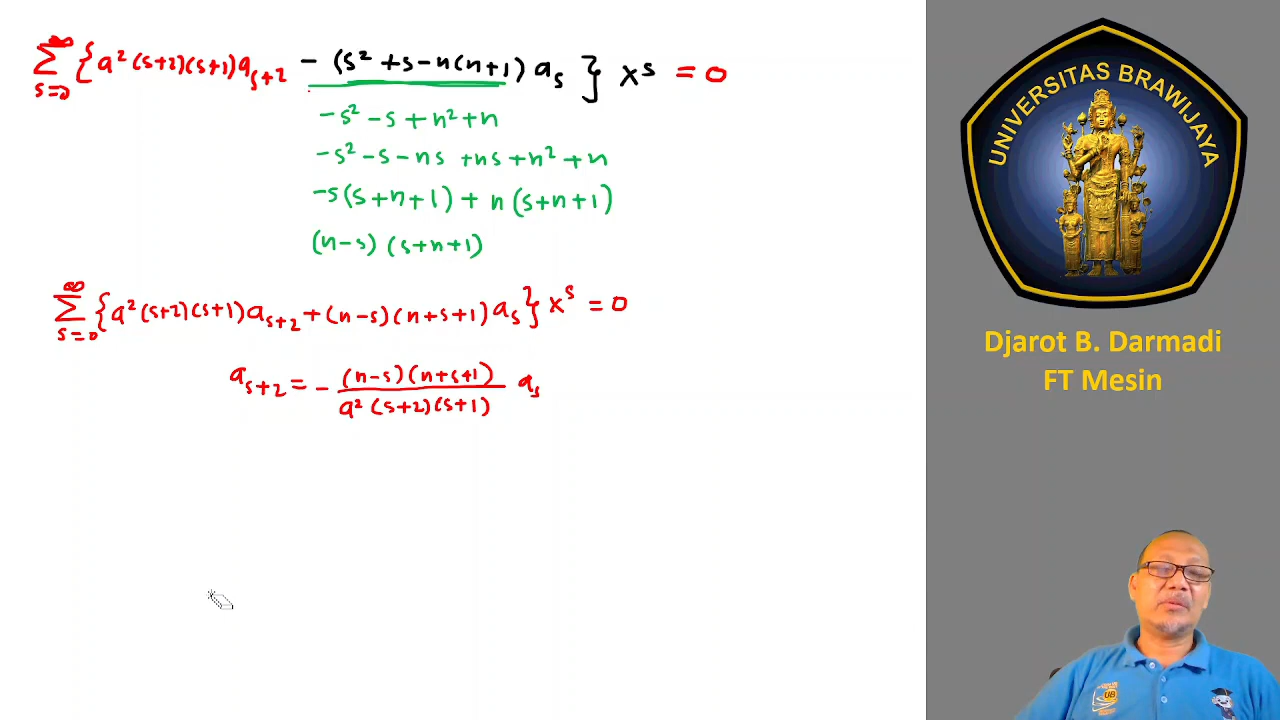 ∞∑s=0 {a²(s+2)(s+1)a_{s+2} - (s²+s-n(n+1)) a_s} x^s = 0
-s² -s + n² + n
-s² -s -ns +ns + n² + n
-s(s+n+1) + n(s+n+1)
(n-s)(s+n+1)
∞∑s=0 {a²(s+2)(s+1)a_{s+2} + (n-s)(n+s+1)a_s} x^s = 0
a_{s+2} = - (n-s)(n+s+1) / a²(s+2)(s+1) a_s
UNIVERSITAS BRAWIJAYA
Djarot B. Darmadi
FT Mesin
UB